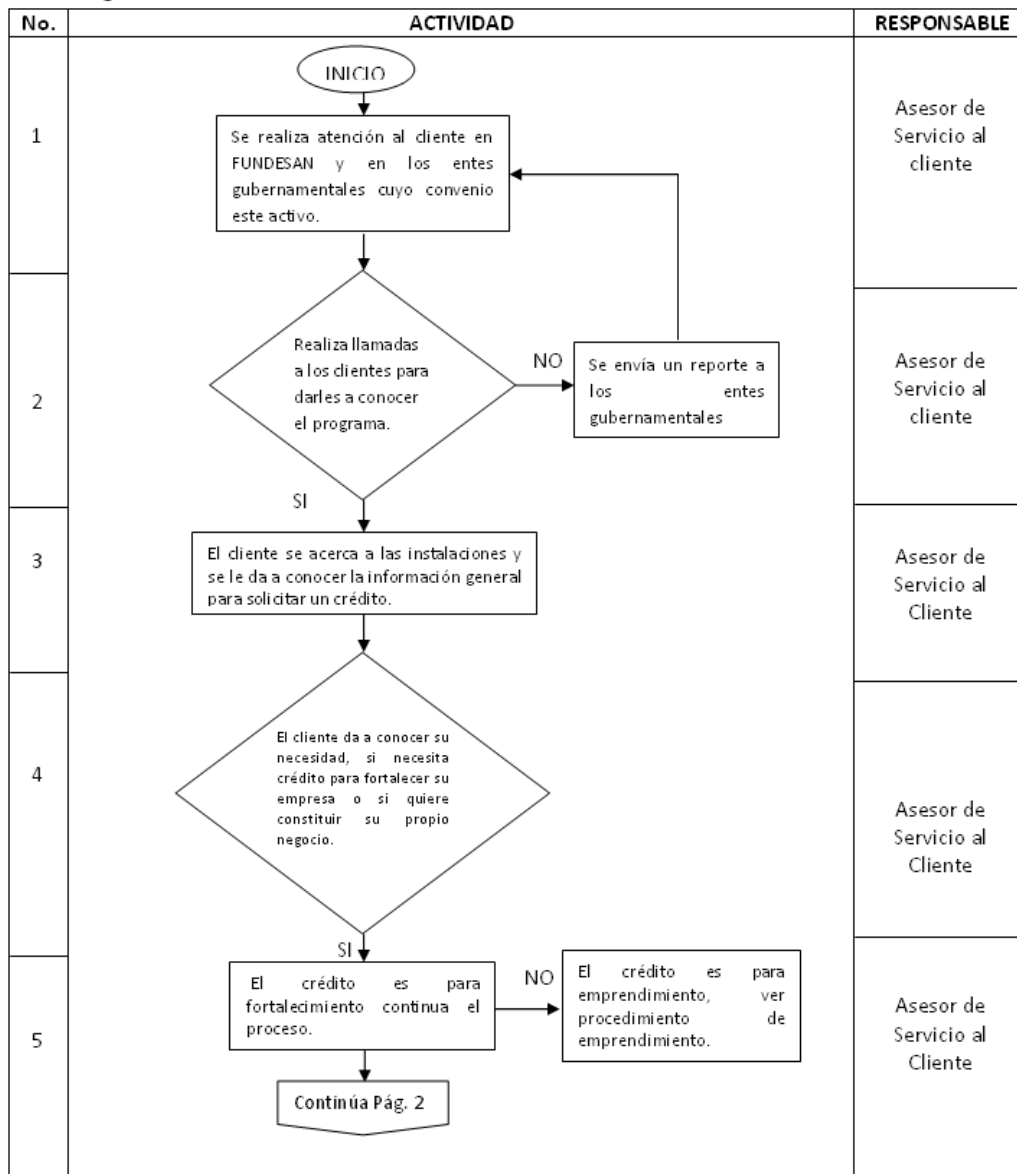 No.
ACTIVIDAD
RESPONSABLE
INICIO
1
Se realiza atención al cliente en
FUNDESAN y en los entes
gubernamentales cuyo convenio
este activo.
Asesor de
Servicio al
cliente
2
Realiza llamadas
a los clientes para
darles a conocer
el programa.
NO
Se envía un reporte a
los entes
gubernamentales
Asesor de
Servicio al
cliente
SI
3
El cliente se acerca a las instalaciones y
se le da a conocer la información general
para solicitar un crédito.
Asesor de
Servicio al
Cliente
4
El cliente da a conocer su
necesidad, si necesita
crédito para fortalecer su
empresa o si quiere
constituir su propio
negocio.
Asesor de
Servicio al
Cliente
SI
5
El crédito es para
fortalecimiento continua el
proceso.
NO
El crédito es para
emprendimiento, ver
procedimiento de
emprendimiento.
Asesor de
Servicio al
Cliente
Continúa Pág. 2